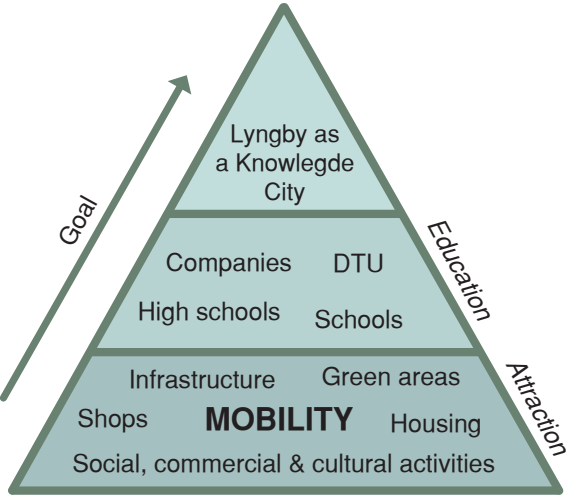 Lyngby as
a Knowlegde
City
Goal
Education
Companies DTU
High schools Schools
Attraction
Infrastructure Green areas
Shops MOBILITY Housing
Social, commercial & cultural activities